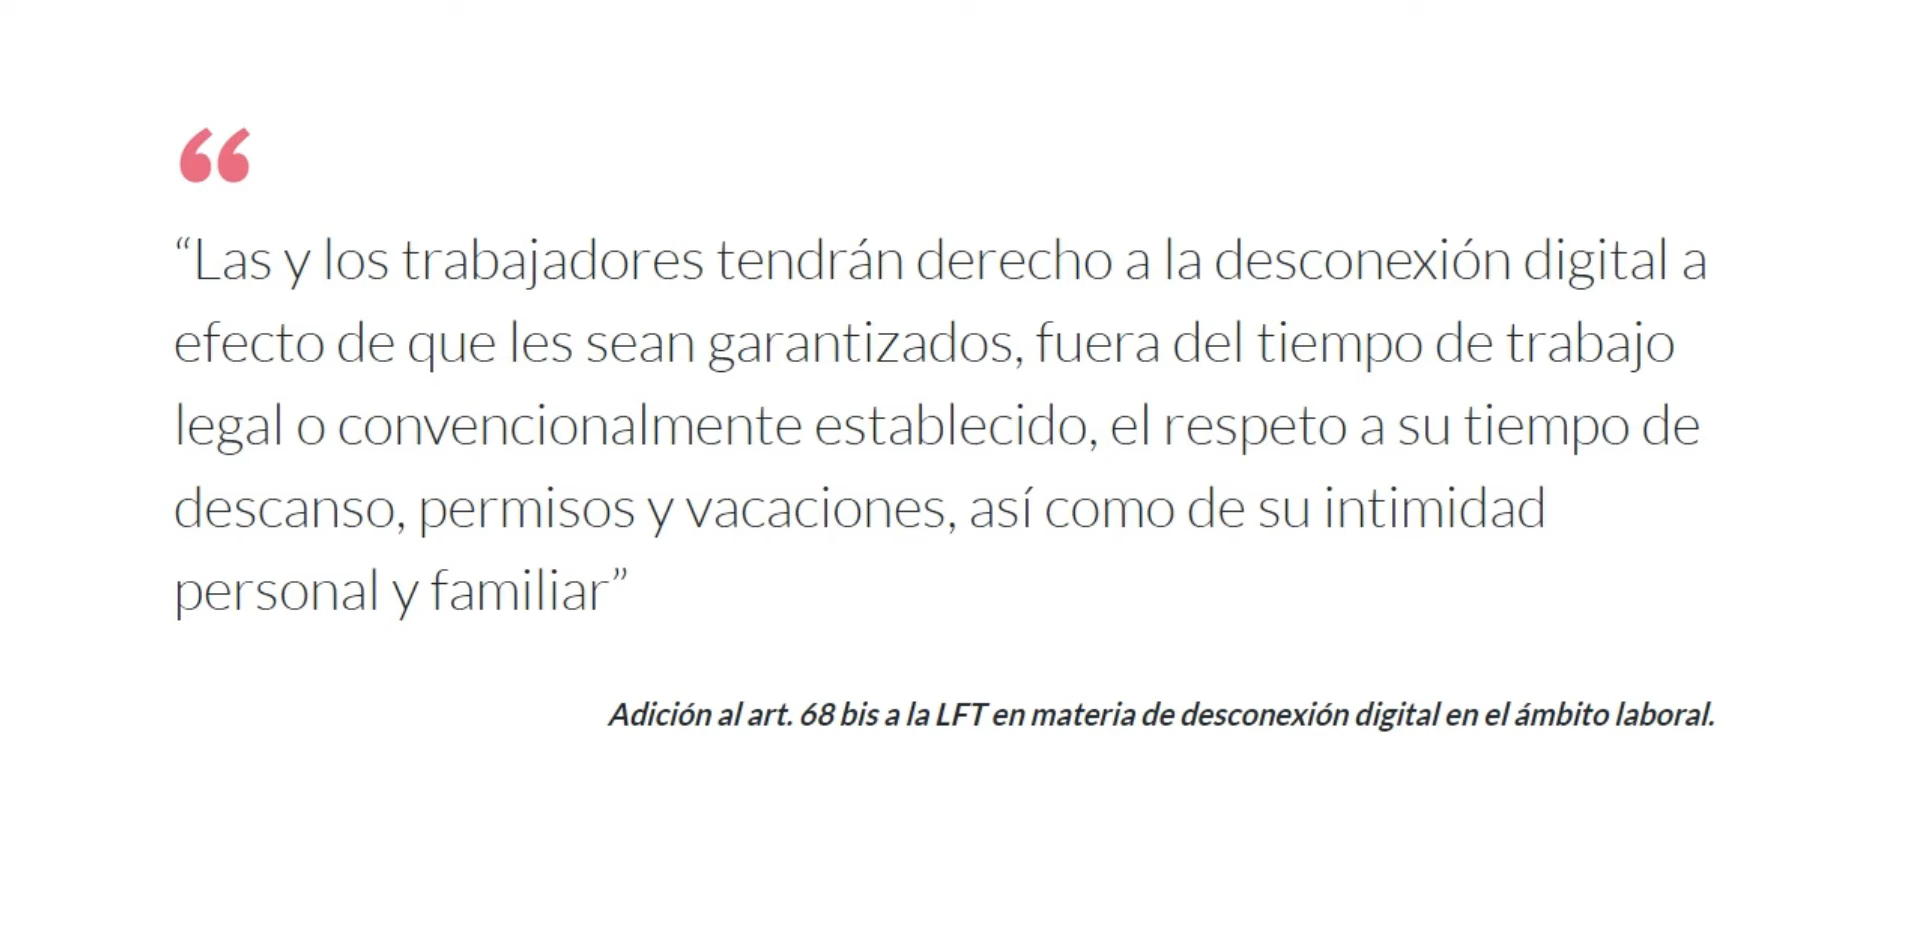 “
“Las y los trabajadores tendrán derecho a la desconexión digital a
efecto de que les sean garantizados, fuera del tiempo de trabajo
legal o convencionalmente establecido, el respeto a su tiempo de
descanso, permisos y vacaciones, así como de su intimidad
personal y familiar”
Adición al art. 68 bis a la LFT en materia de desconexión digital en el ámbito laboral.